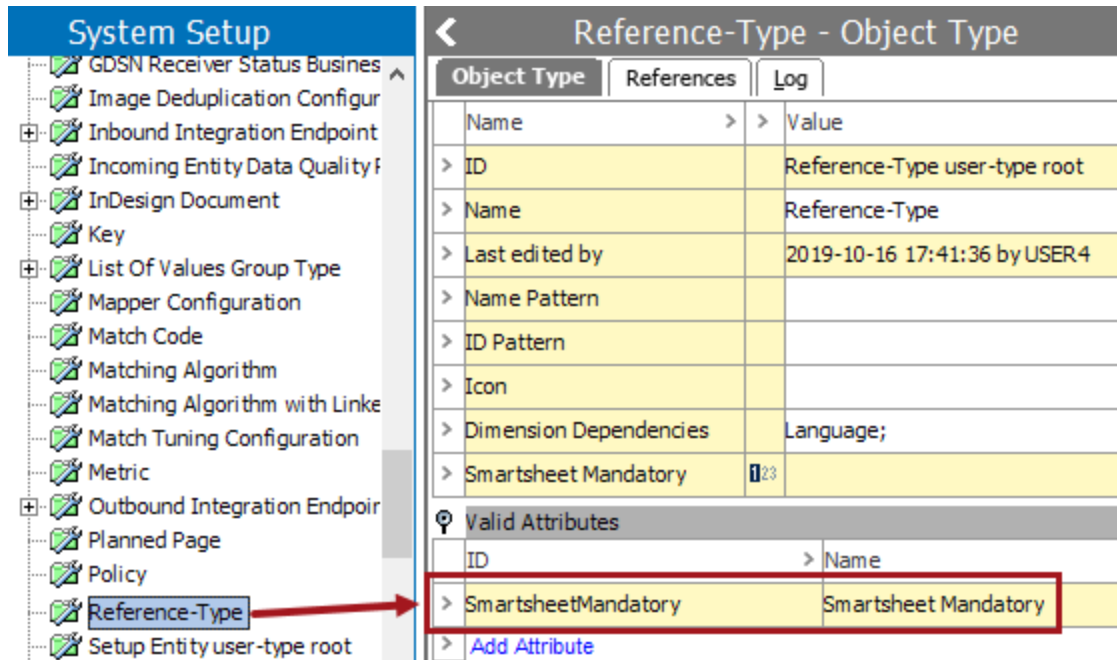 System Setup
GDSN Receiver Status Busines
Image Deduplication Configur
Inbound Integration Endpoint
Incoming Entity Data Quality
InDesign Document
Key
List Of Values Group Type
Mapper Configuration
Match Code
Matching Algorithm
Matching Algorithm with Linke
Match Tuning Configuration
Metric
Outbound Integration Endpoir
Planned Page
Policy
Reference-Type
Setup Entity user-type root
Reference-Type - Object Type
Object Type References Log
Name > > Value
> ID Reference-Type user-type root
> Name Reference-Type
> Last edited by 2019-10-16 17:41:36 by USER4
> Name Pattern
> ID Pattern
> Icon
> Dimension Dependencies Language;
> Smartsheet Mandatory 123
Valid Attributes
ID > Name
> SmartsheetMandatory Smartsheet Mandatory
> Add Attribute